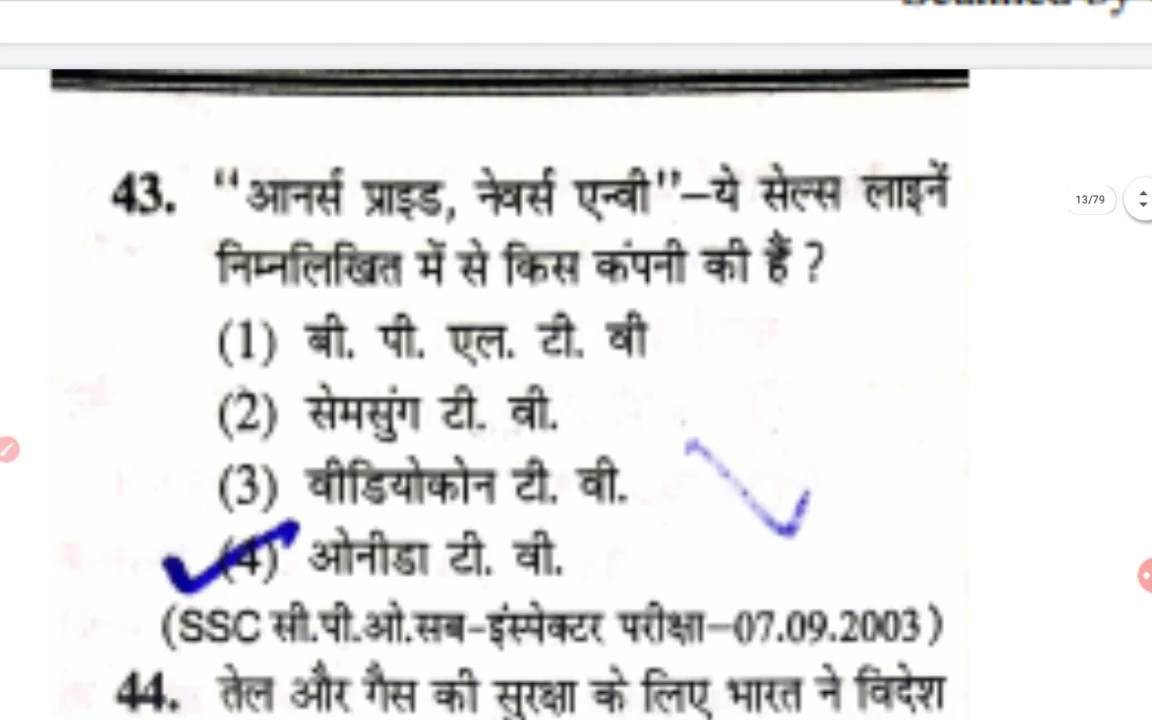 43. "आनर्स प्राइड, नेवर्स एन्वी"–ये सेल्स लाइनें
13/79
निम्नलिखित में से किस कंपनी की हैं ?
(1) बी. पी. एल. टी. वी
(2) सेमसुंग टी. वी.
(3) वीडियोकोन टी. वी.
(4) ओनीडा टी. वी.
(SSC सी.पी.ओ.सब-इंस्पेक्टर परीक्षा–07.09.2003)
44. तेल और गैस की सुरक्षा के लिए भारत ने विदेश